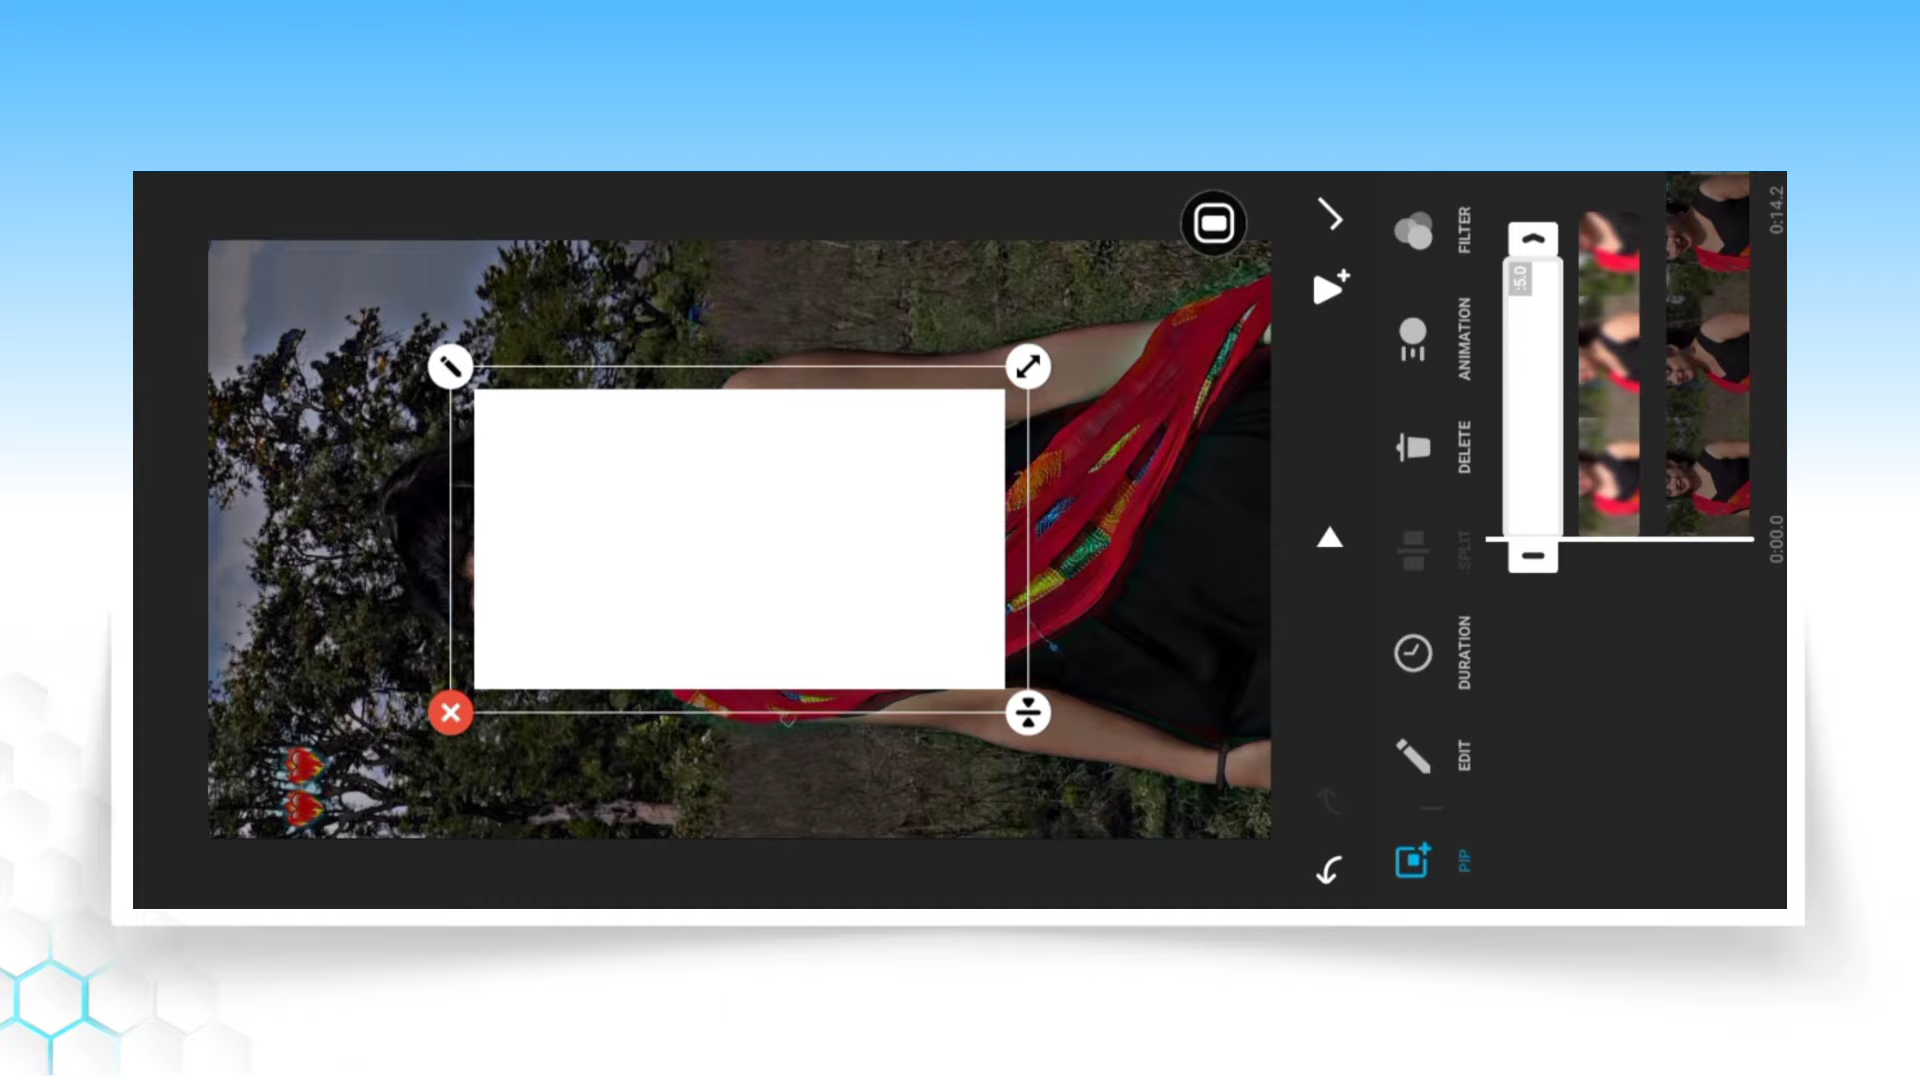 PIP
EDIT
DURATION
SPLIT
DELETE
ANIMATION
FILTER
:5.0
0:00.0
0:14.2